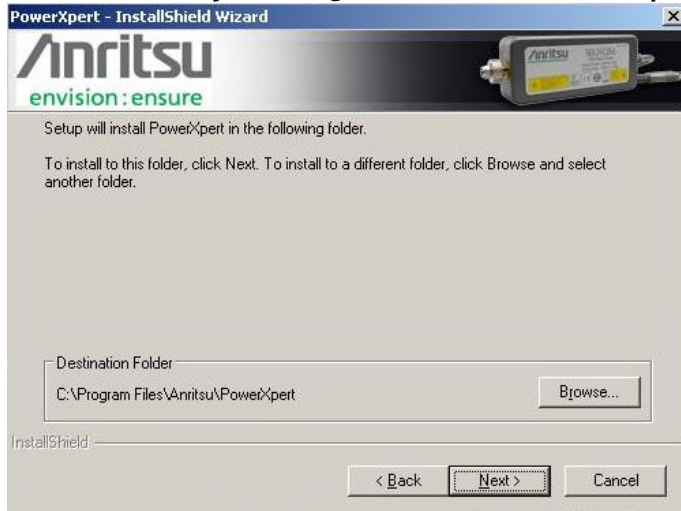 PowerXpert - InstallShield Wizard
Anritsu
envision : ensure
Anritsu
Setup will install PowerXpert in the following folder.
To install to this folder, click Next. To install to a different folder, click Browse and select
another folder.
Destination Folder
C:\Program Files\Anritsu\PowerXpert
Browse...
InstallShield
< Back
Next >
Cancel